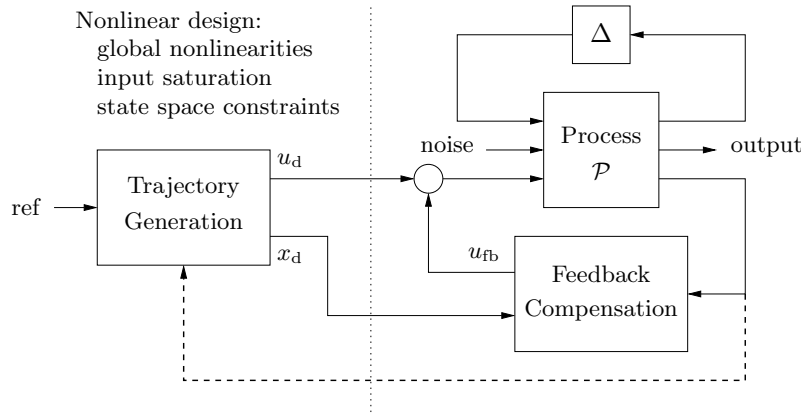 Nonlinear design:
global nonlinearities
input saturation
state space constraints
Δ
noise
Process
P
output
ref
Trajectory
Generation
u_d
x_d
u_fb
Feedback
Compensation